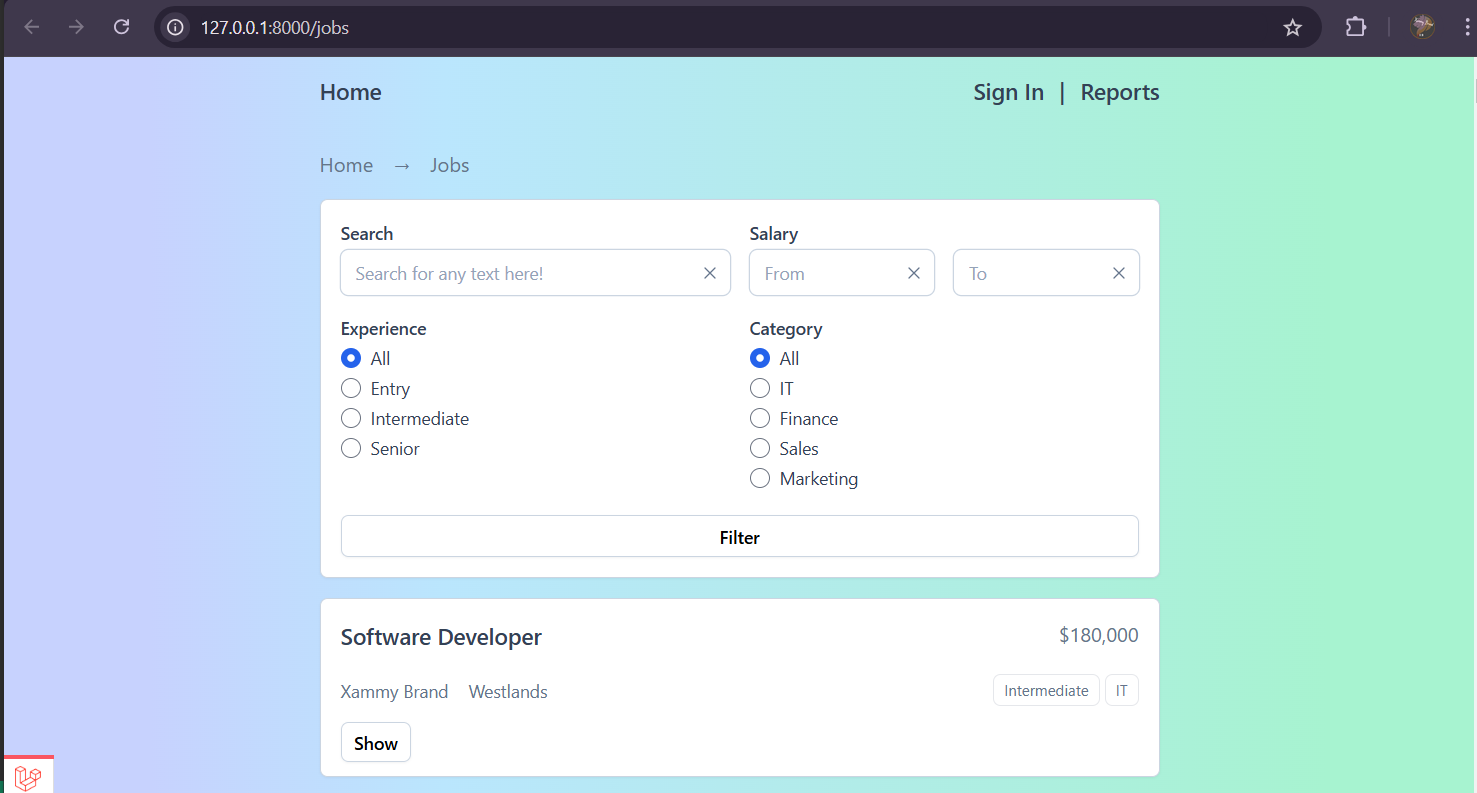 127.0.0.1:8000/jobs
Home Sign In | Reports
Home → Jobs
Search Salary
Search for any text here! From To
Experience Category
All All
Entry IT
Intermediate Finance
Senior Sales
Marketing
Filter
Software Developer $180,000
Xammy Brand Westlands Intermediate IT
Show